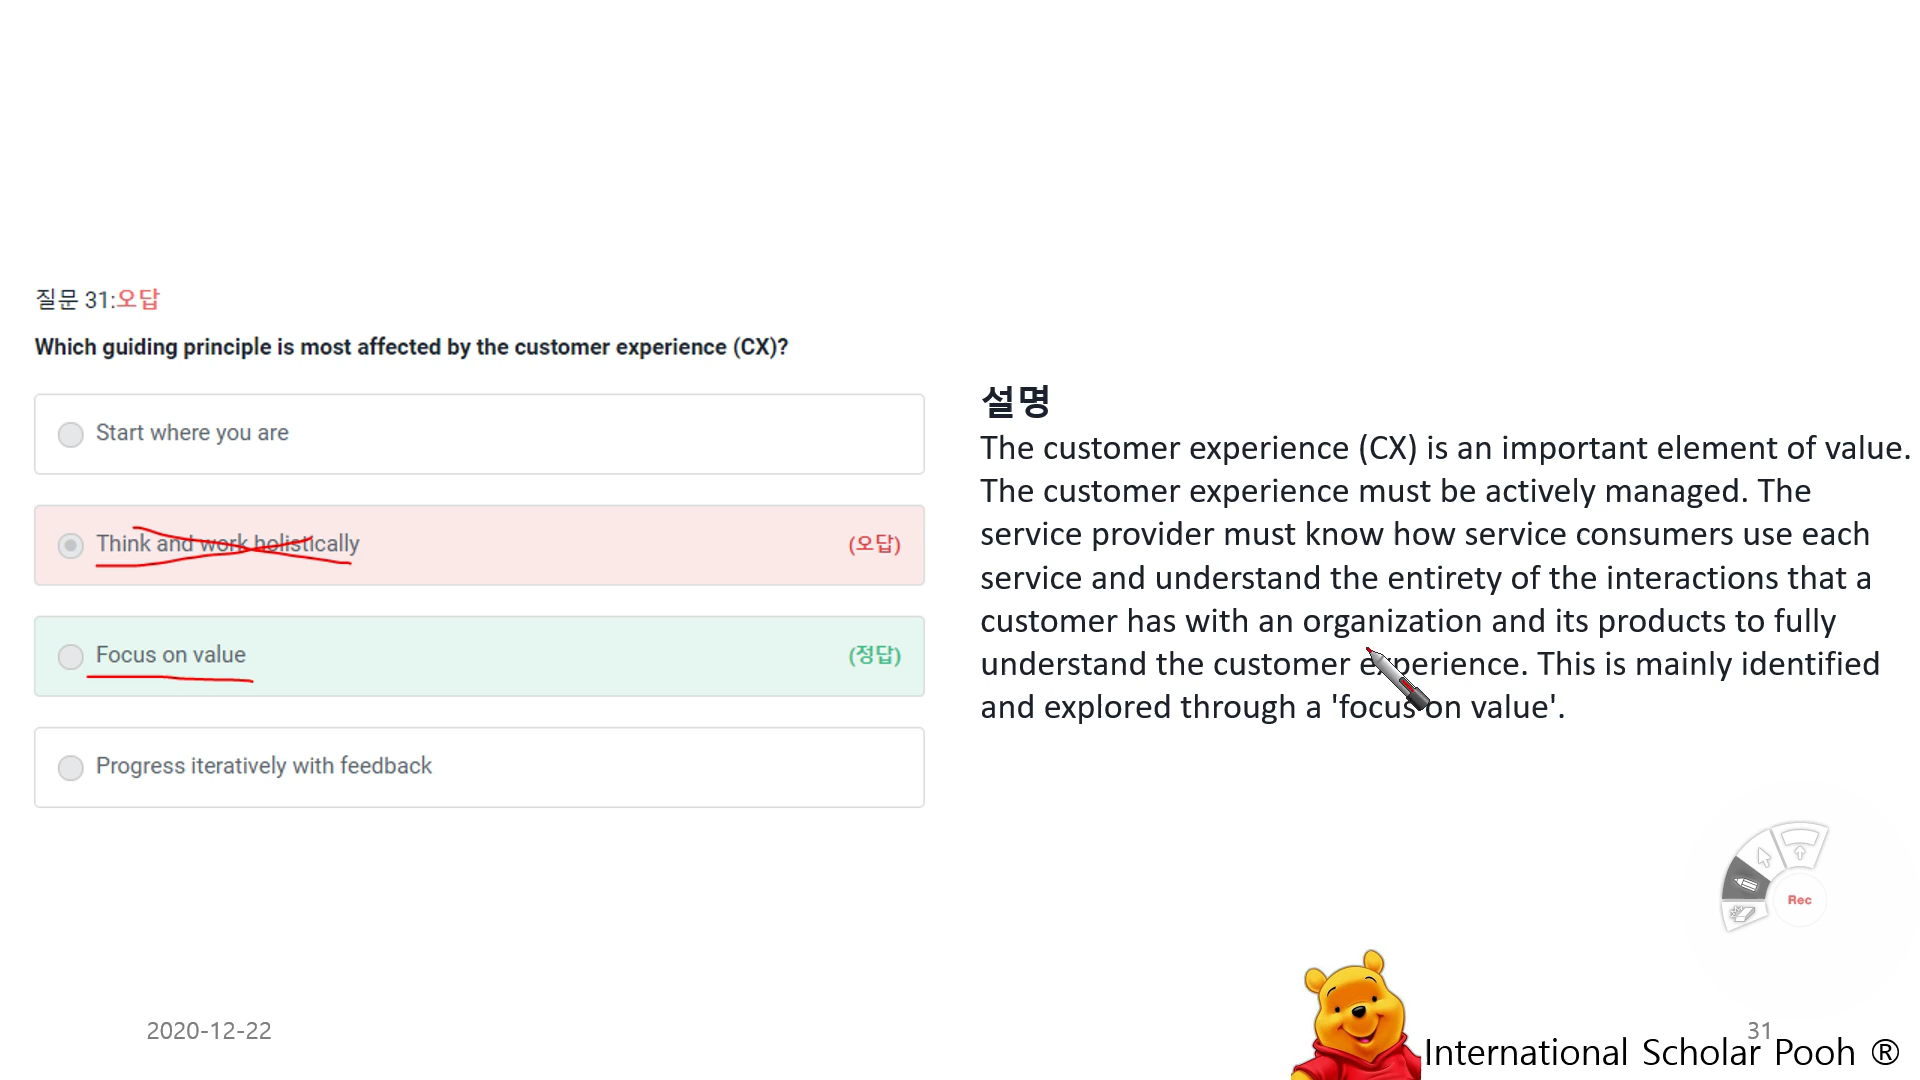 질문 31:오답
Which guiding principle is most affected by the customer experience (CX)?
Start where you are
Think and work holistically
(오답)
Focus on value
(정답)
Progress iteratively with feedback
설명
The customer experience (CX) is an important element of value.
The customer experience must be actively managed. The
service provider must know how service consumers use each
service and understand the entirety of the interactions that a
customer has with an organization and its products to fully
understand the customer experience. This is mainly identified
and explored through a 'focus on value'.
Rec
2020-12-22
31
International Scholar Pooh ®